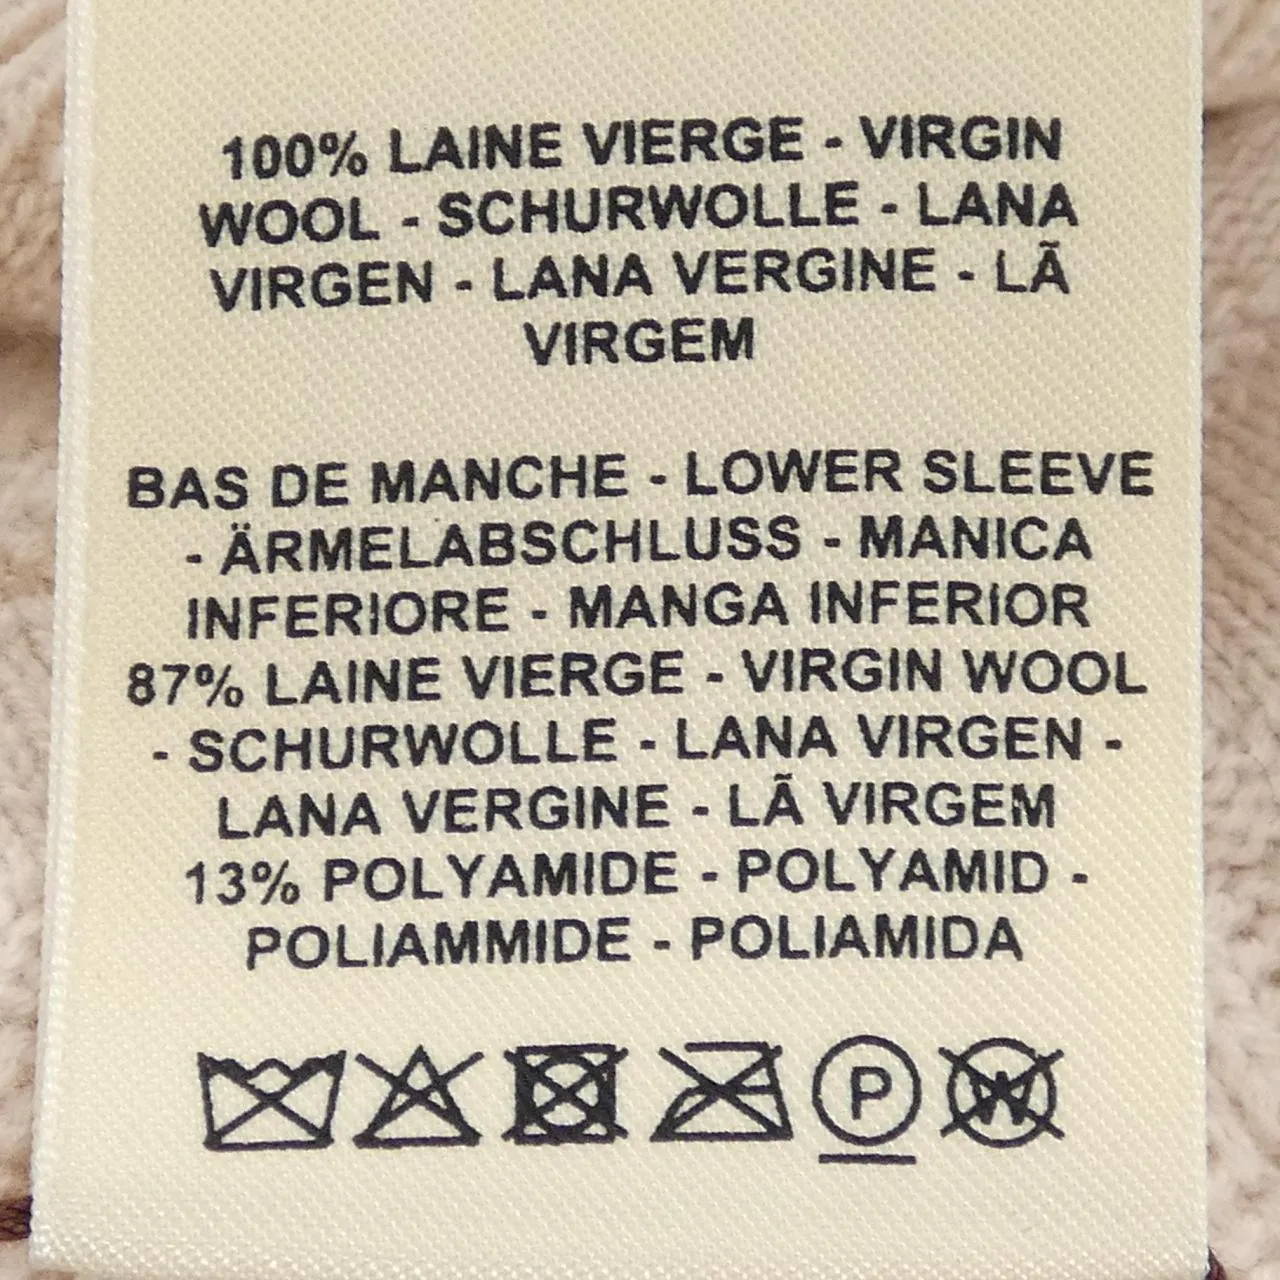 100% LAINE VIERGE - VIRGIN
WOOL - SCHURWOLLE - LANA
VIRGEN - LANA VERGINE - LÃ
VIRGEM
BAS DE MANCHE - LOWER SLEEVE
- ÄRMELABSCHLUSS - MANICA
INFERIORE - MANGA INFERIOR
87% LAINE VIERGE - VIRGIN WOOL
- SCHURWOLLE - LANA VIRGEN -
LANA VERGINE - LÃ VIRGEM
13% POLYAMIDE - POLYAMID -
POLIAMMIDE - POLIAMIDA
P W